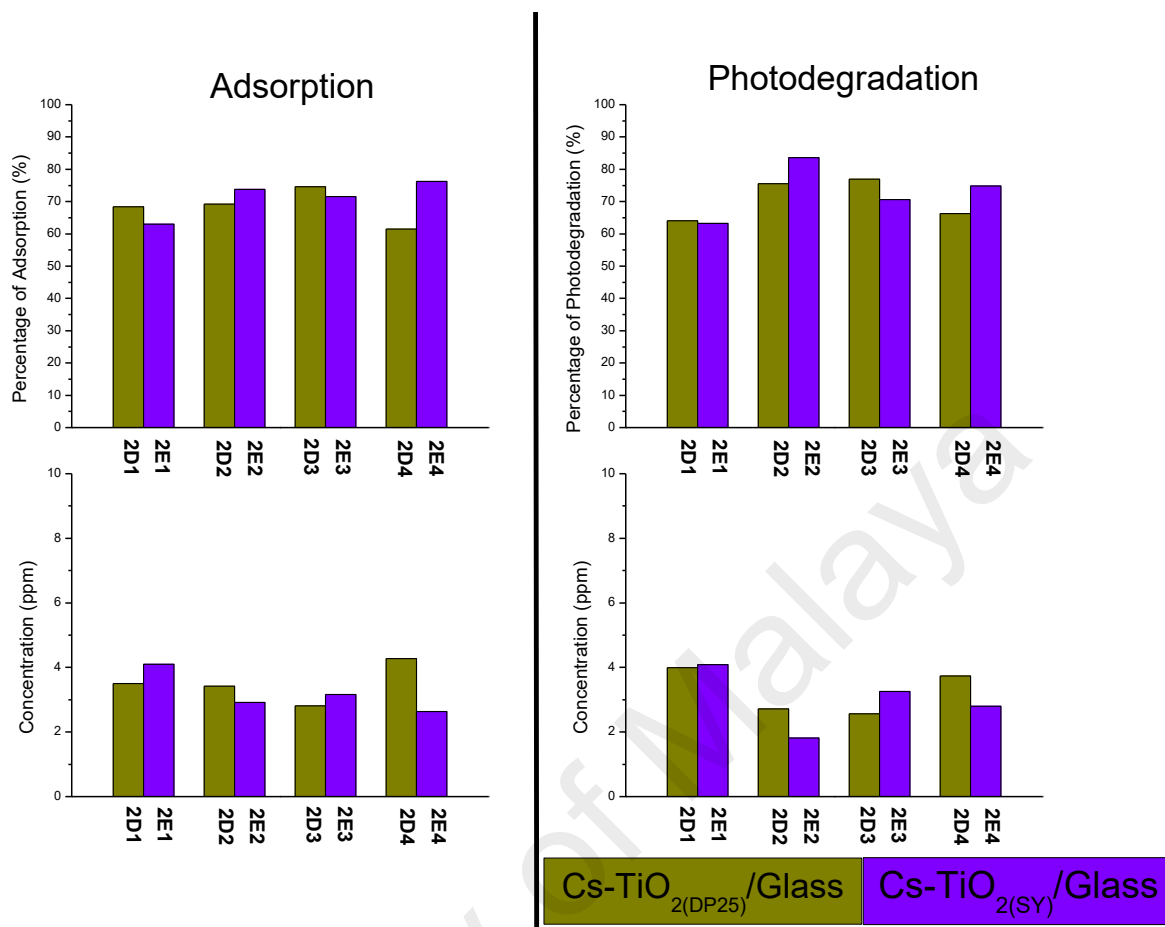 Adsorption
Percentage of Adsorption (%)
100
90
80
70
60
50
40
30
20
10
0
2D1 2E1 2D2 2E2 2D3 2E3 2D4 2E4
Concentration (ppm)
10
8
6
4
2
0
2D1 2E1 2D2 2E2 2D3 2E3 2D4 2E4
Photodegradation
Percentage of Photodegradation (%)
100
90
80
70
60
50
40
30
20
10
0
2D1 2E1 2D2 2E2 2D3 2E3 2D4 2E4
Concentration (ppm)
10
8
6
4
2
0
2D1 2E1 2D2 2E2 2D3 2E3 2D4 2E4
Cs-TiO2(DP25)/Glass Cs-TiO2(SY)/Glass
of Malaya